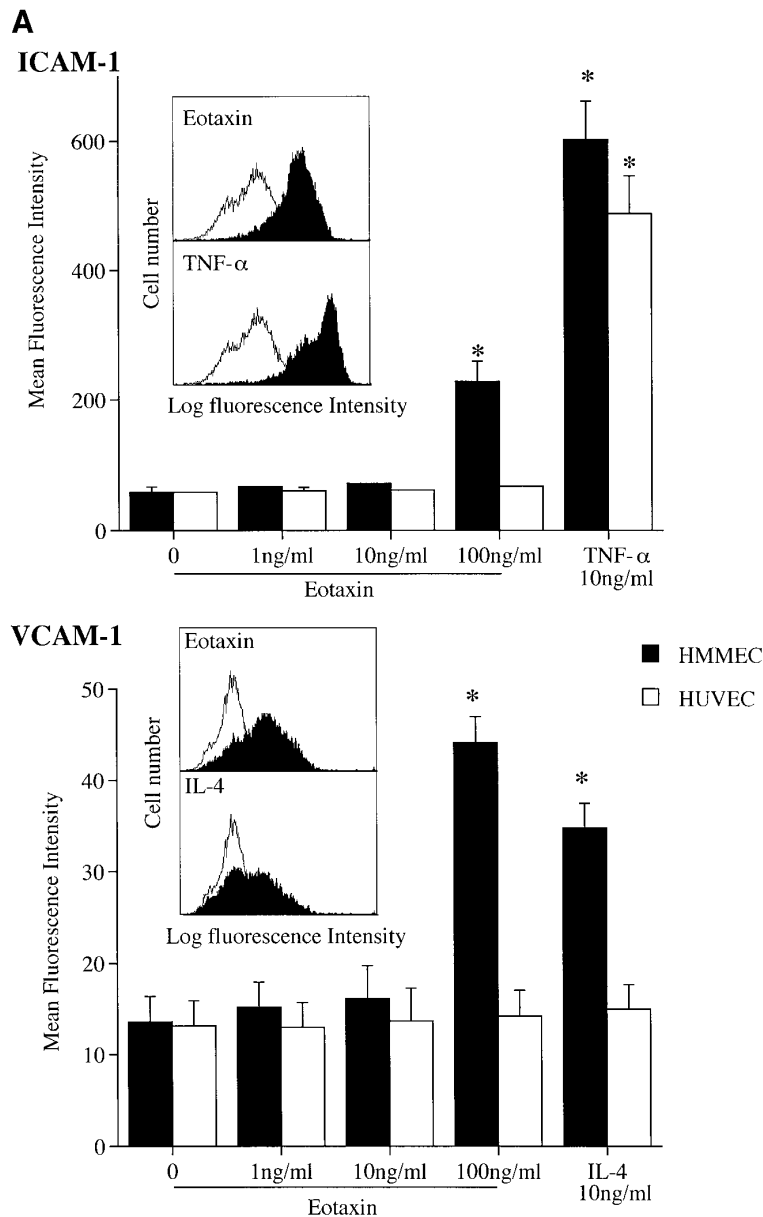 A
ICAM-1
Mean Fluorescence Intensity
600
400
200
0
Eotaxin
TNF-α
Cell number
Log fluorescence Intensity
*
*
*
0
1ng/ml
10ng/ml
100ng/ml
TNF-α
10ng/ml
Eotaxin
VCAM-1
HMMEC
HUVEC
Mean Fluorescence Intensity
50
40
30
20
10
0
Eotaxin
IL-4
Cell number
Log fluorescence Intensity
*
*
0
1ng/ml
10ng/ml
100ng/ml
IL-4
10ng/ml
Eotaxin